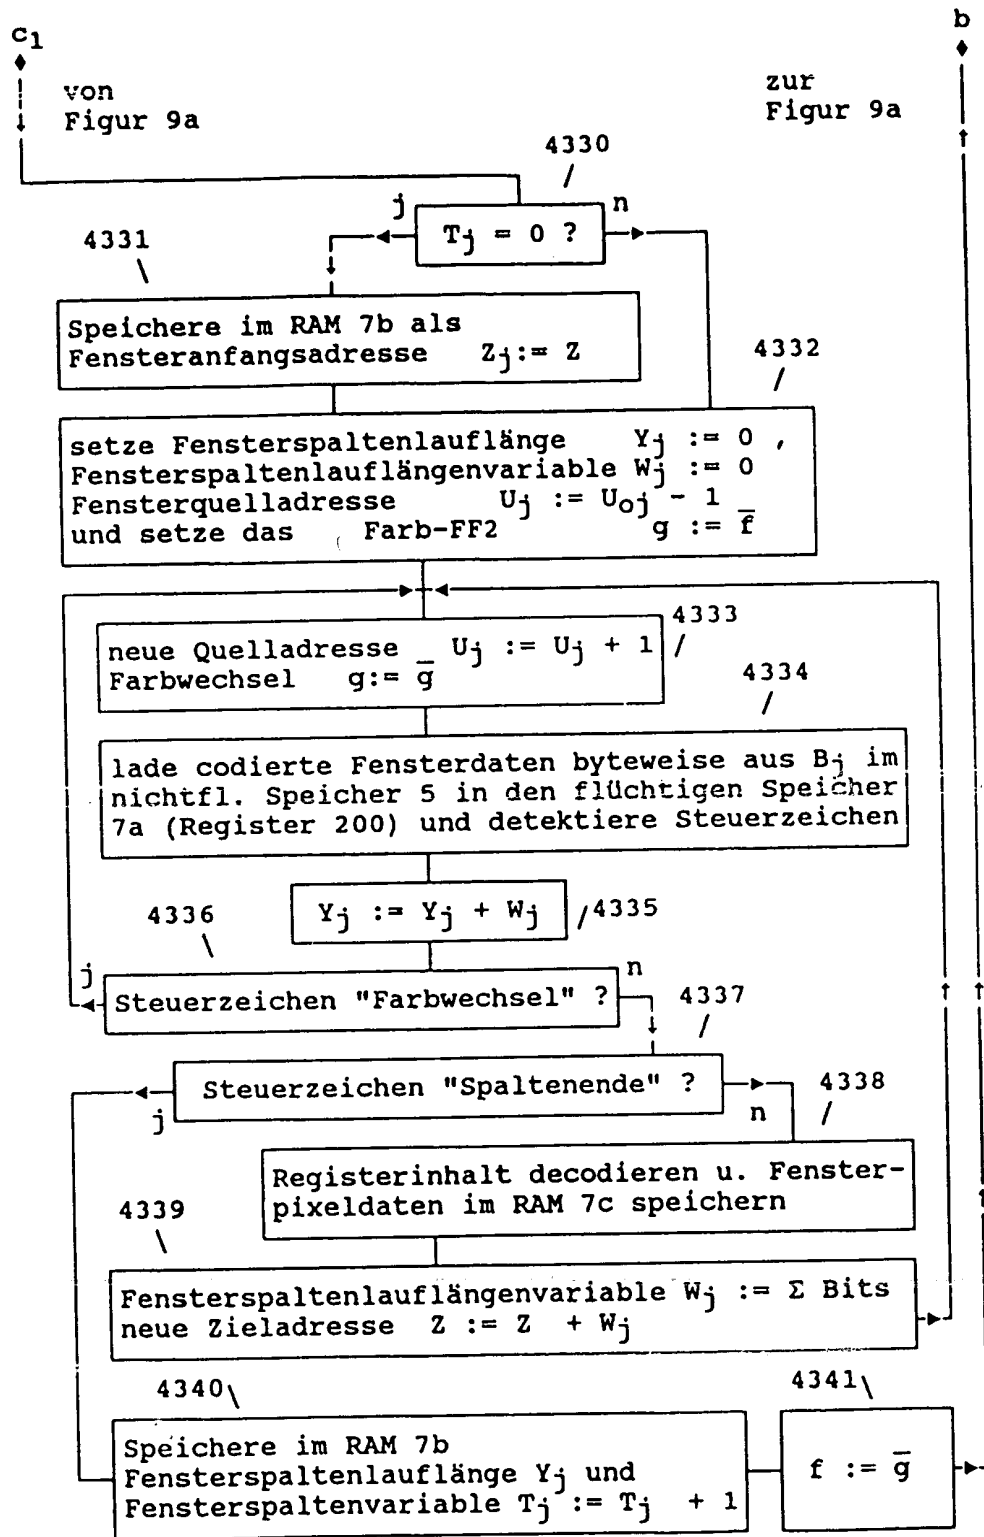 c1
b
von
Figur 9a
zur
Figur 9a
4330
j
n
Tj = 0 ?
4331
Speichere im RAM 7b als
Fensteranfangsadresse Zj:= Z
4332
setze Fensterspaltenlauflänge Yj := 0 ,
Fensterspaltenlauflängenvariable Wj := 0
Fensterquelladresse Uj := Uoj - 1
und setze das Farb-FF2 g := f̅
4333
neue Quelladresse Uj := Uj + 1
Farbwechsel g:= g̅
4334
lade codierte Fensterdaten byteweise aus Bj im
nichtfl. Speicher 5 in den flüchtigen Speicher
7a (Register 200) und detektiere Steuerzeichen
4335
Yj := Yj + Wj
4336
j
n
Steuerzeichen "Farbwechsel" ?
4337
Steuerzeichen "Spaltenende" ?
j
n
4338
Registerinhalt decodieren u. Fenster-
pixeldaten im RAM 7c speichern
4339
Fensterspaltenlauflängenvariable Wj := Σ Bits
neue Zieladresse Z := Z + Wj
4340
Speichere im RAM 7b
Fensterspaltenlauflänge Yj und
Fensterspaltenvariable Tj := Tj + 1
4341
f := g̅